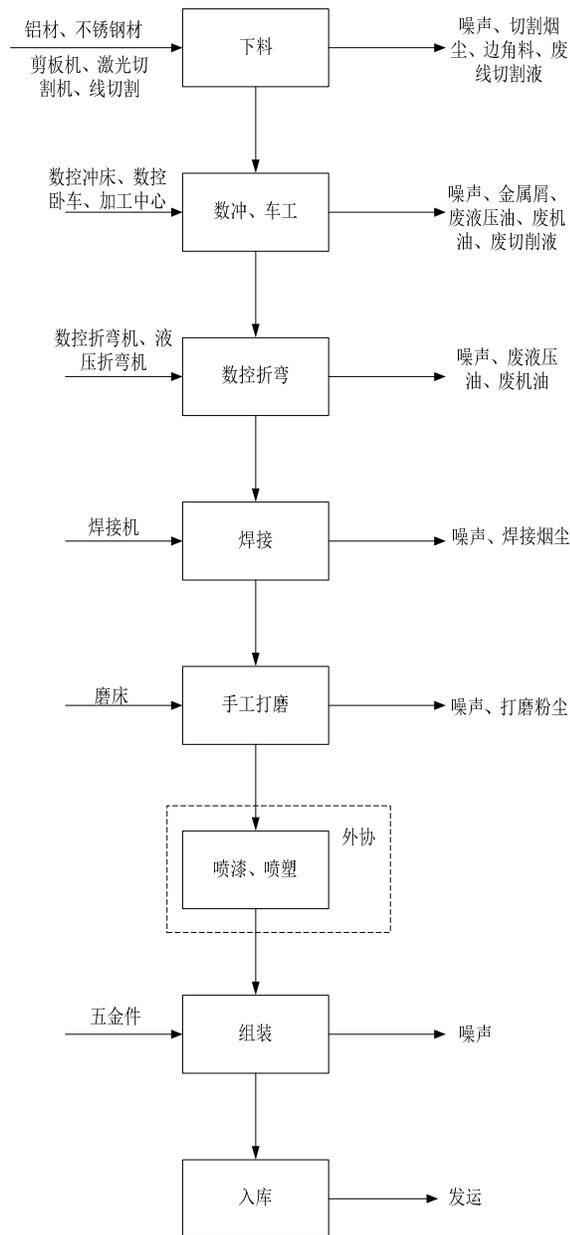 铝材、不锈钢材
剪板机、激光切
割机、线切割
下料
噪声、切割烟
尘、边角料、废
线切割液
数控冲床、数控
卧车、加工中心
数冲、车工
噪声、金属屑、
废液压油、废机
油、废切削液
数控折弯机、液
压折弯机
数控折弯
噪声、废液压
油、废机油
焊接机
焊接
噪声、焊接烟尘
磨床
手工打磨
噪声、打磨粉尘
外协
喷漆、喷塑
五金件
组装
噪声
入库
发运